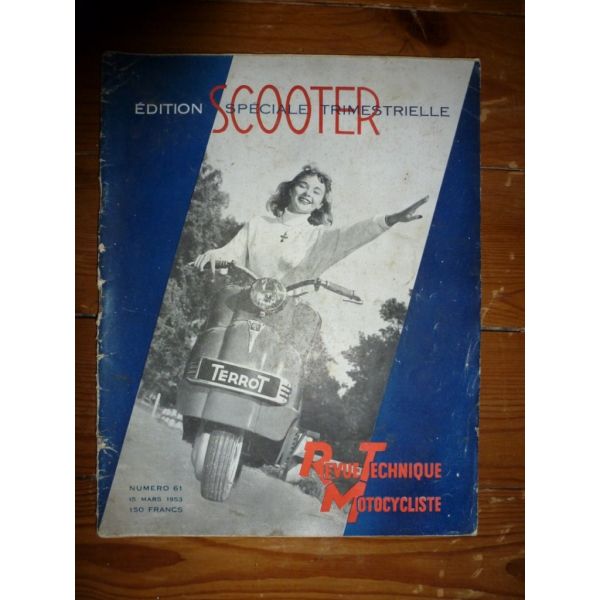 SCOOTER
ÉDITION SPÉCIALE TRIMESTRIELLE
TERROT
REVUE TECHNIQUE
MOTOCYCLISTE
NUMERO 61
15 MARS 1953
150 FRANCS